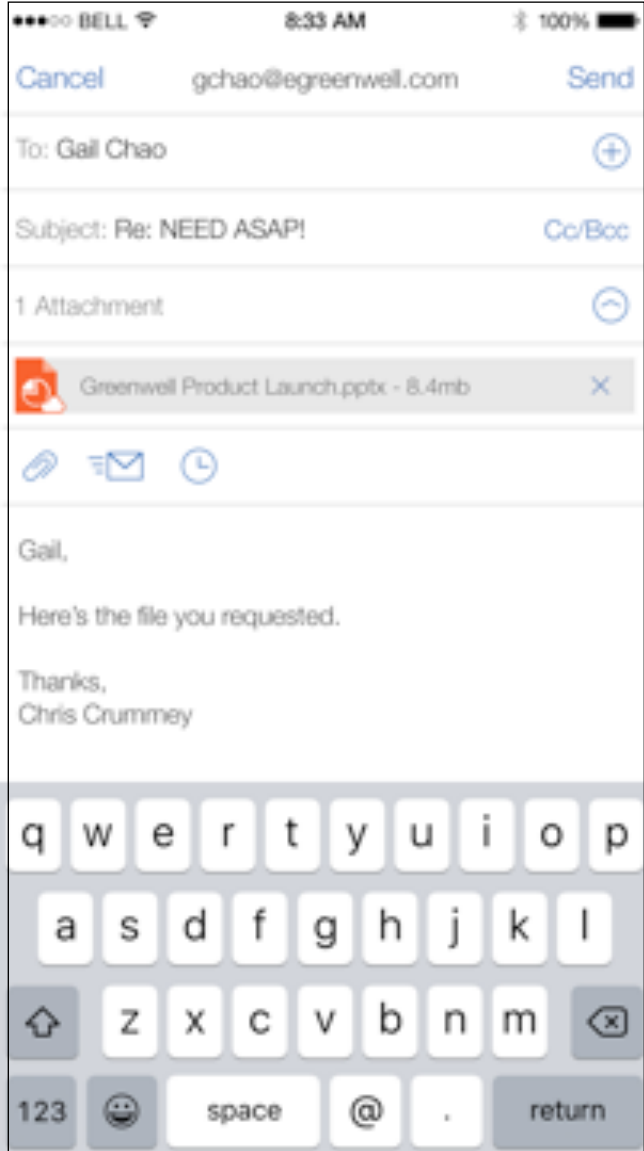 BELL 8:33 AM 100%
Cancel gchao@egreenwell.com Send
To: Gail Chao
Subject: Re: NEED ASAP! Cc/Bcc
1 Attachment
Greenwell Product Launch.pptx - 8.4mb
Gail,
Here's the file you requested.
Thanks,
Chris Crummey
q w e r t y u i o p
a s d f g h j k l
z x c v b n m
123 space @ . return